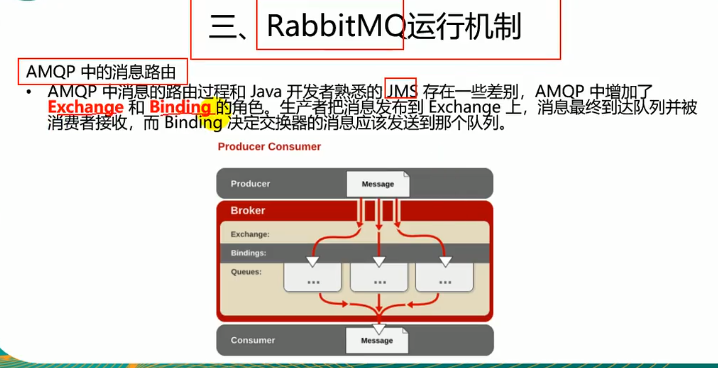 三、RabbitMQ运行机制
AMQP 中的消息路由
• AMQP 中消息的路由过程和 Java 开发者熟悉的 JMS 存在一些差别，AMQP 中增加了
Exchange 和 Binding 的角色。生产者把消息发布到 Exchange 上，消息最终到达队列并被
消费者接收，而 Binding 决定交换器的消息应该发送到那个队列。
Producer Consumer
Producer
Message
Broker
Exchange:
Bindings:
Queues:
... ... ...
Consumer
Message